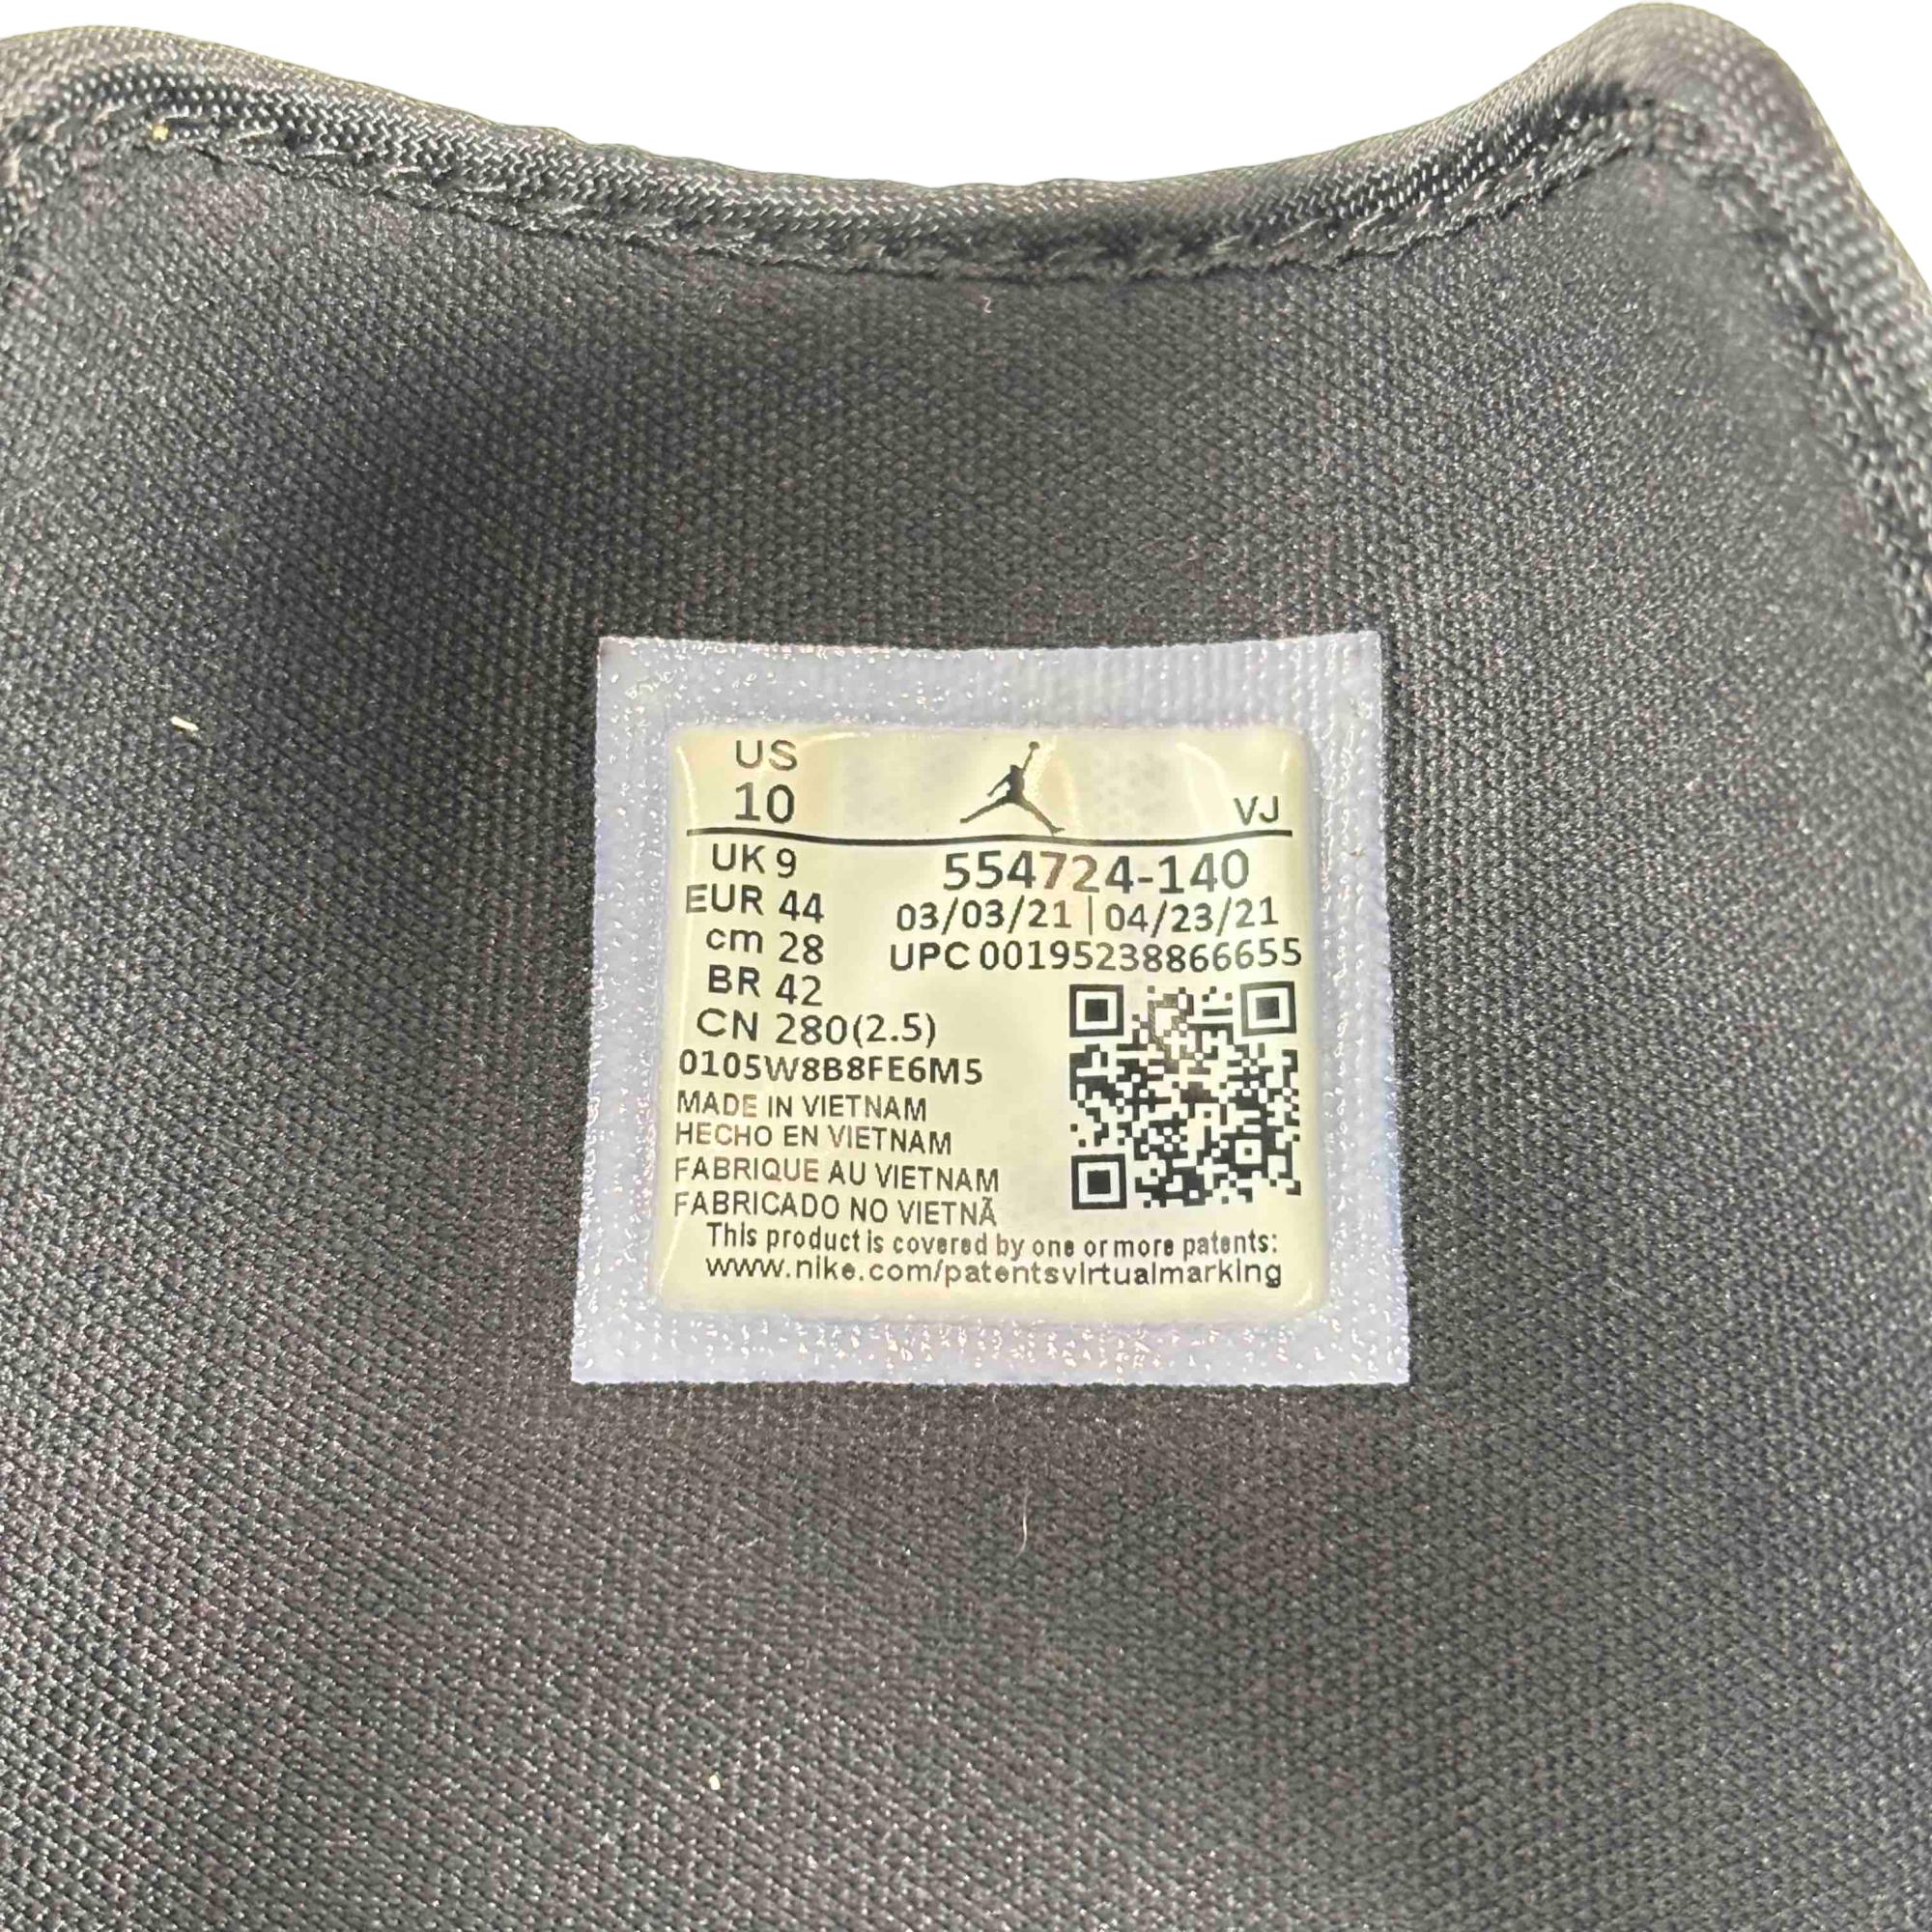 US
10
VJ
UK 9
554724-140
EUR 44
03/03/21 | 04/23/21
cm 28
UPC 00195238866655
BR 42
CN 280(2.5)
0105W8B8FE6M5
MADE IN VIETNAM
HECHO EN VIETNAM
FABRIQUE AU VIETNAM
FABRICADO NO VIETNÃ
This product is covered by one or more patents:
www.nike.com/patentsvirtualmarking